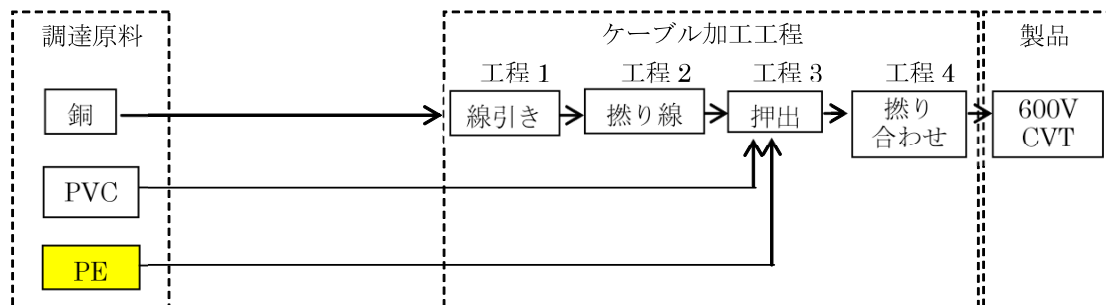 調達原料
ケーブル加工工程
製品
工程 1
工程 2
工程 3
工程 4
銅
線引き
撚り線
押出
撚り
合わせ
600V
CVT
PVC
PE